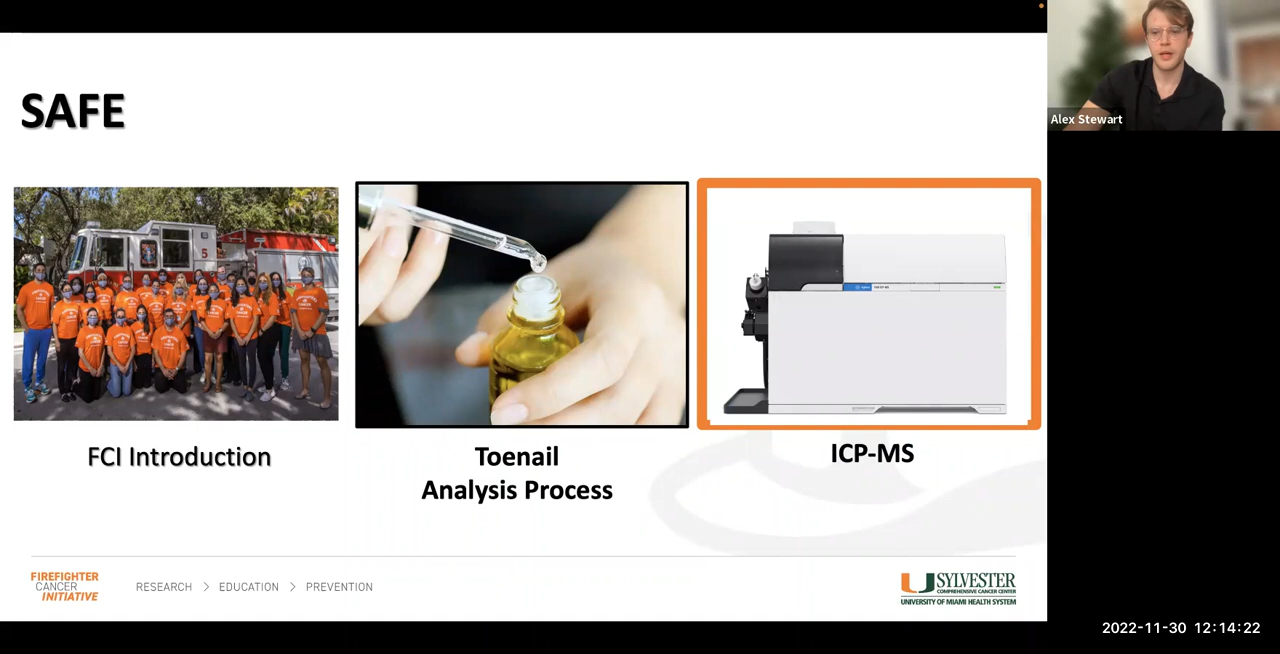 SAFE
Alex Stewart
5
FCI Introduction
Toenail
Analysis Process
ICP-MS
FIREFIGHTER
CANCER
INITIATIVE
RESEARCH > EDUCATION > PREVENTION
SYLVESTER
COMPREHENSIVE CANCER CENTER
UNIVERSITY OF MIAMI HEALTH SYSTEM
2022-11-30 12:14:22